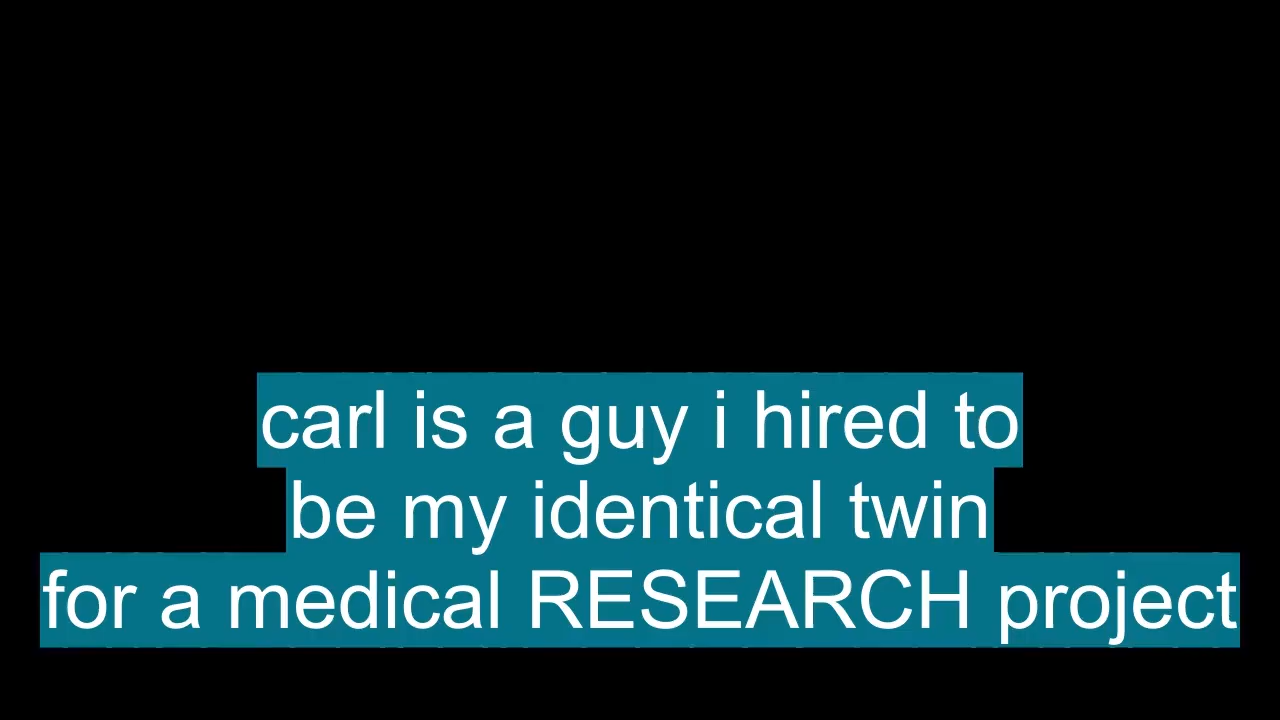 carl is a guy i hired to
be my identical twin
for a medical RESEARCH project